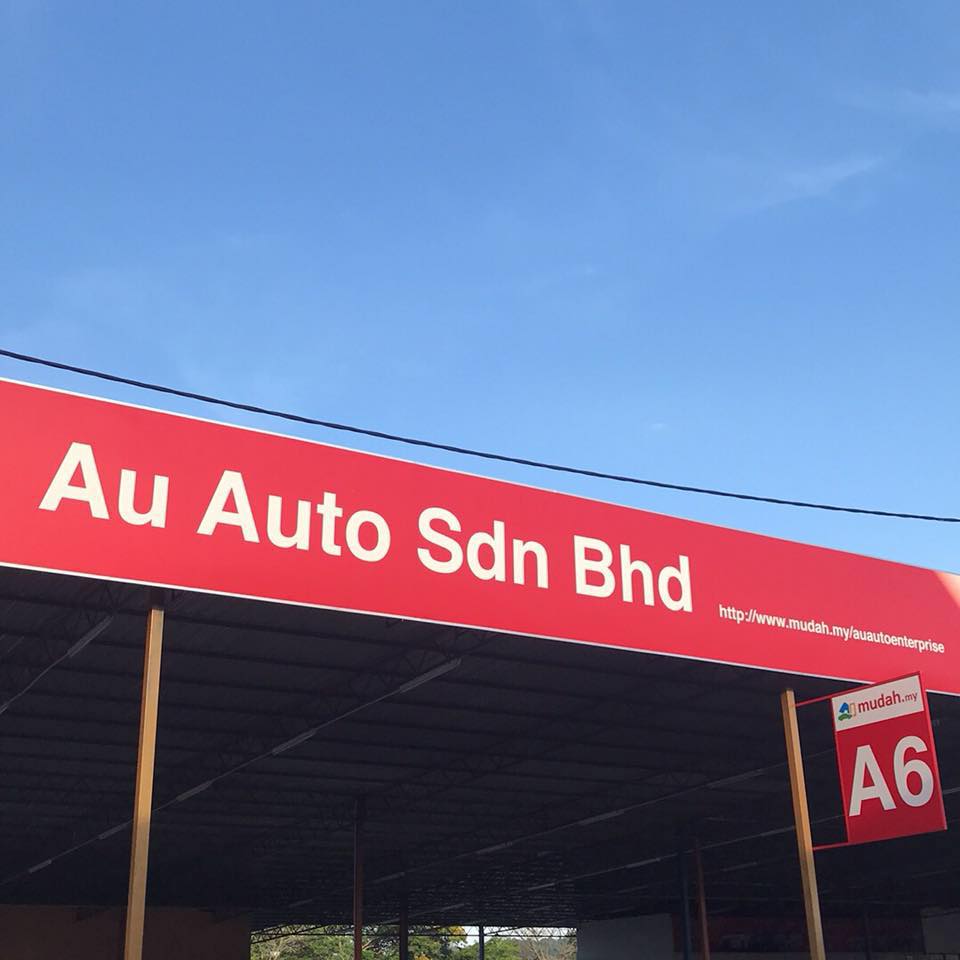 Au Auto Sdn Bhd
http://www.mudah.my/auautoenterprise
mudah.my
A6